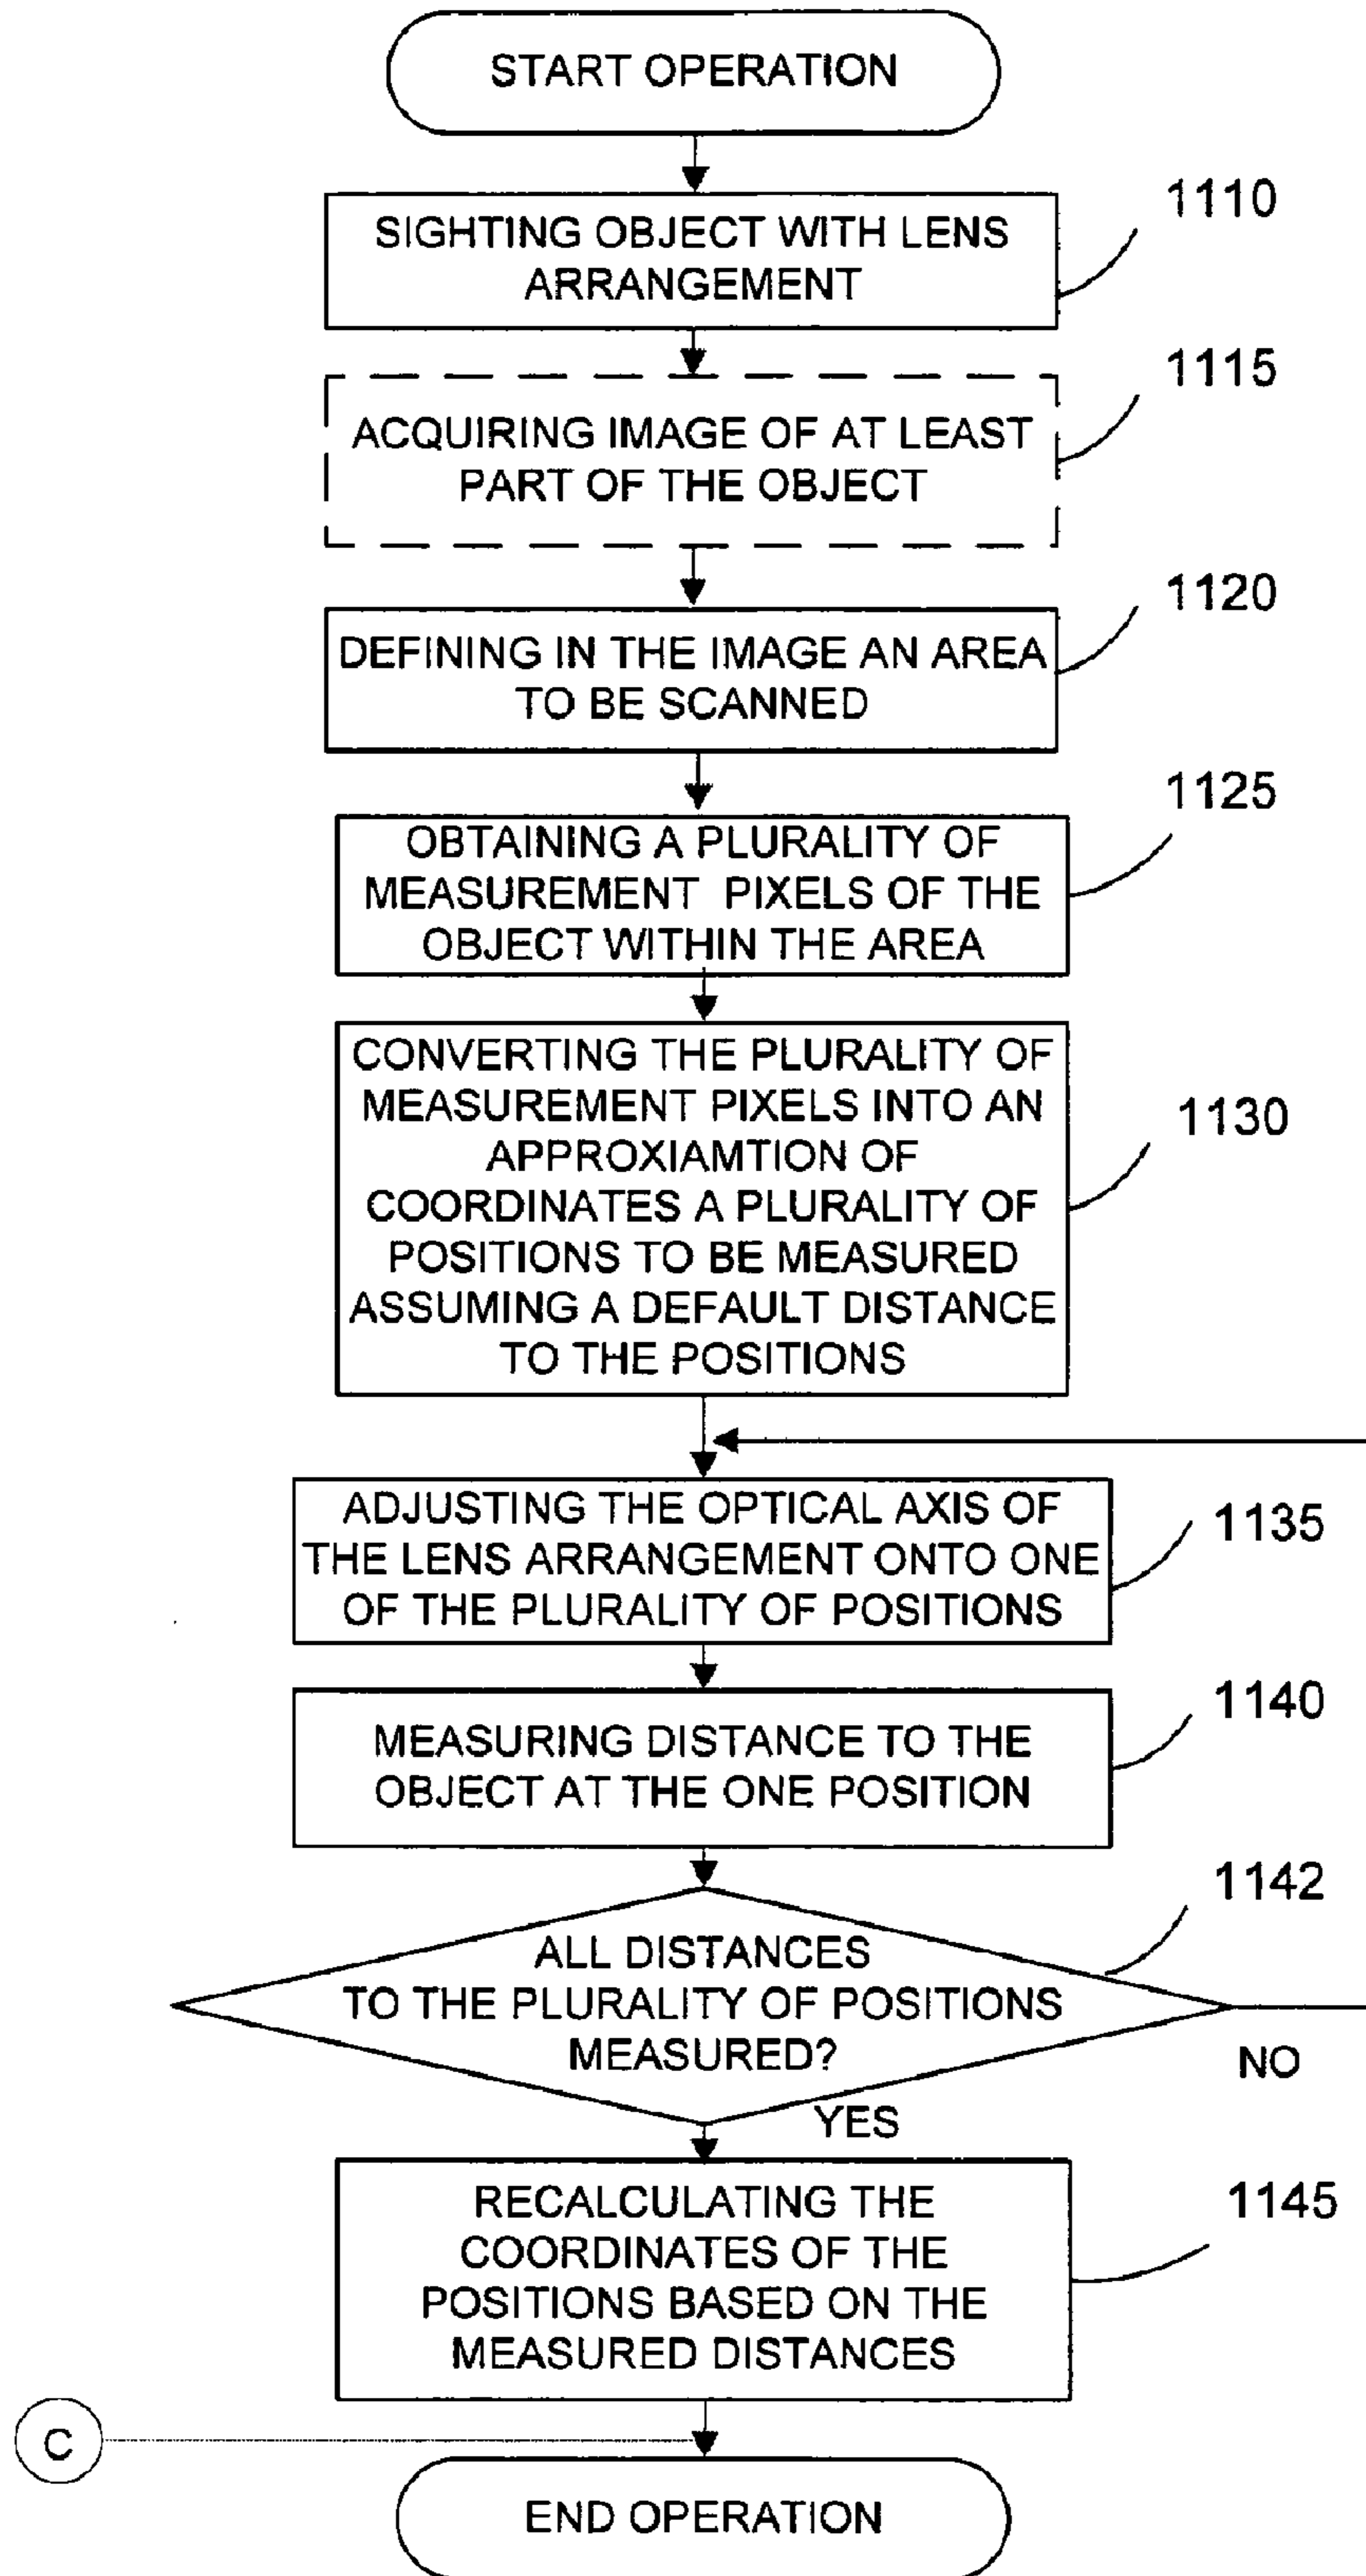 START OPERATION
SIGHTING OBJECT WITH LENS
ARRANGEMENT
1110
ACQUIRING IMAGE OF AT LEAST
PART OF THE OBJECT
1115
DEFINING IN THE IMAGE AN AREA
TO BE SCANNED
1120
OBTAINING A PLURALITY OF
MEASUREMENT PIXELS OF THE
OBJECT WITHIN THE AREA
1125
CONVERTING THE PLURALITY OF
MEASUREMENT PIXELS INTO AN
APPROXIAMTION OF
COORDINATES A PLURALITY OF
POSITIONS TO BE MEASURED
ASSUMING A DEFAULT DISTANCE
TO THE POSITIONS
1130
ADJUSTING THE OPTICAL AXIS OF
THE LENS ARRANGEMENT ONTO ONE
OF THE PLURALITY OF POSITIONS
1135
MEASURING DISTANCE TO THE
OBJECT AT THE ONE POSITION
1140
ALL DISTANCES
TO THE PLURALITY OF POSITIONS
MEASURED?
1142
NO
YES
RECALCULATING THE
COORDINATES OF THE
POSITIONS BASED ON THE
MEASURED DISTANCES
1145
C
END OPERATION